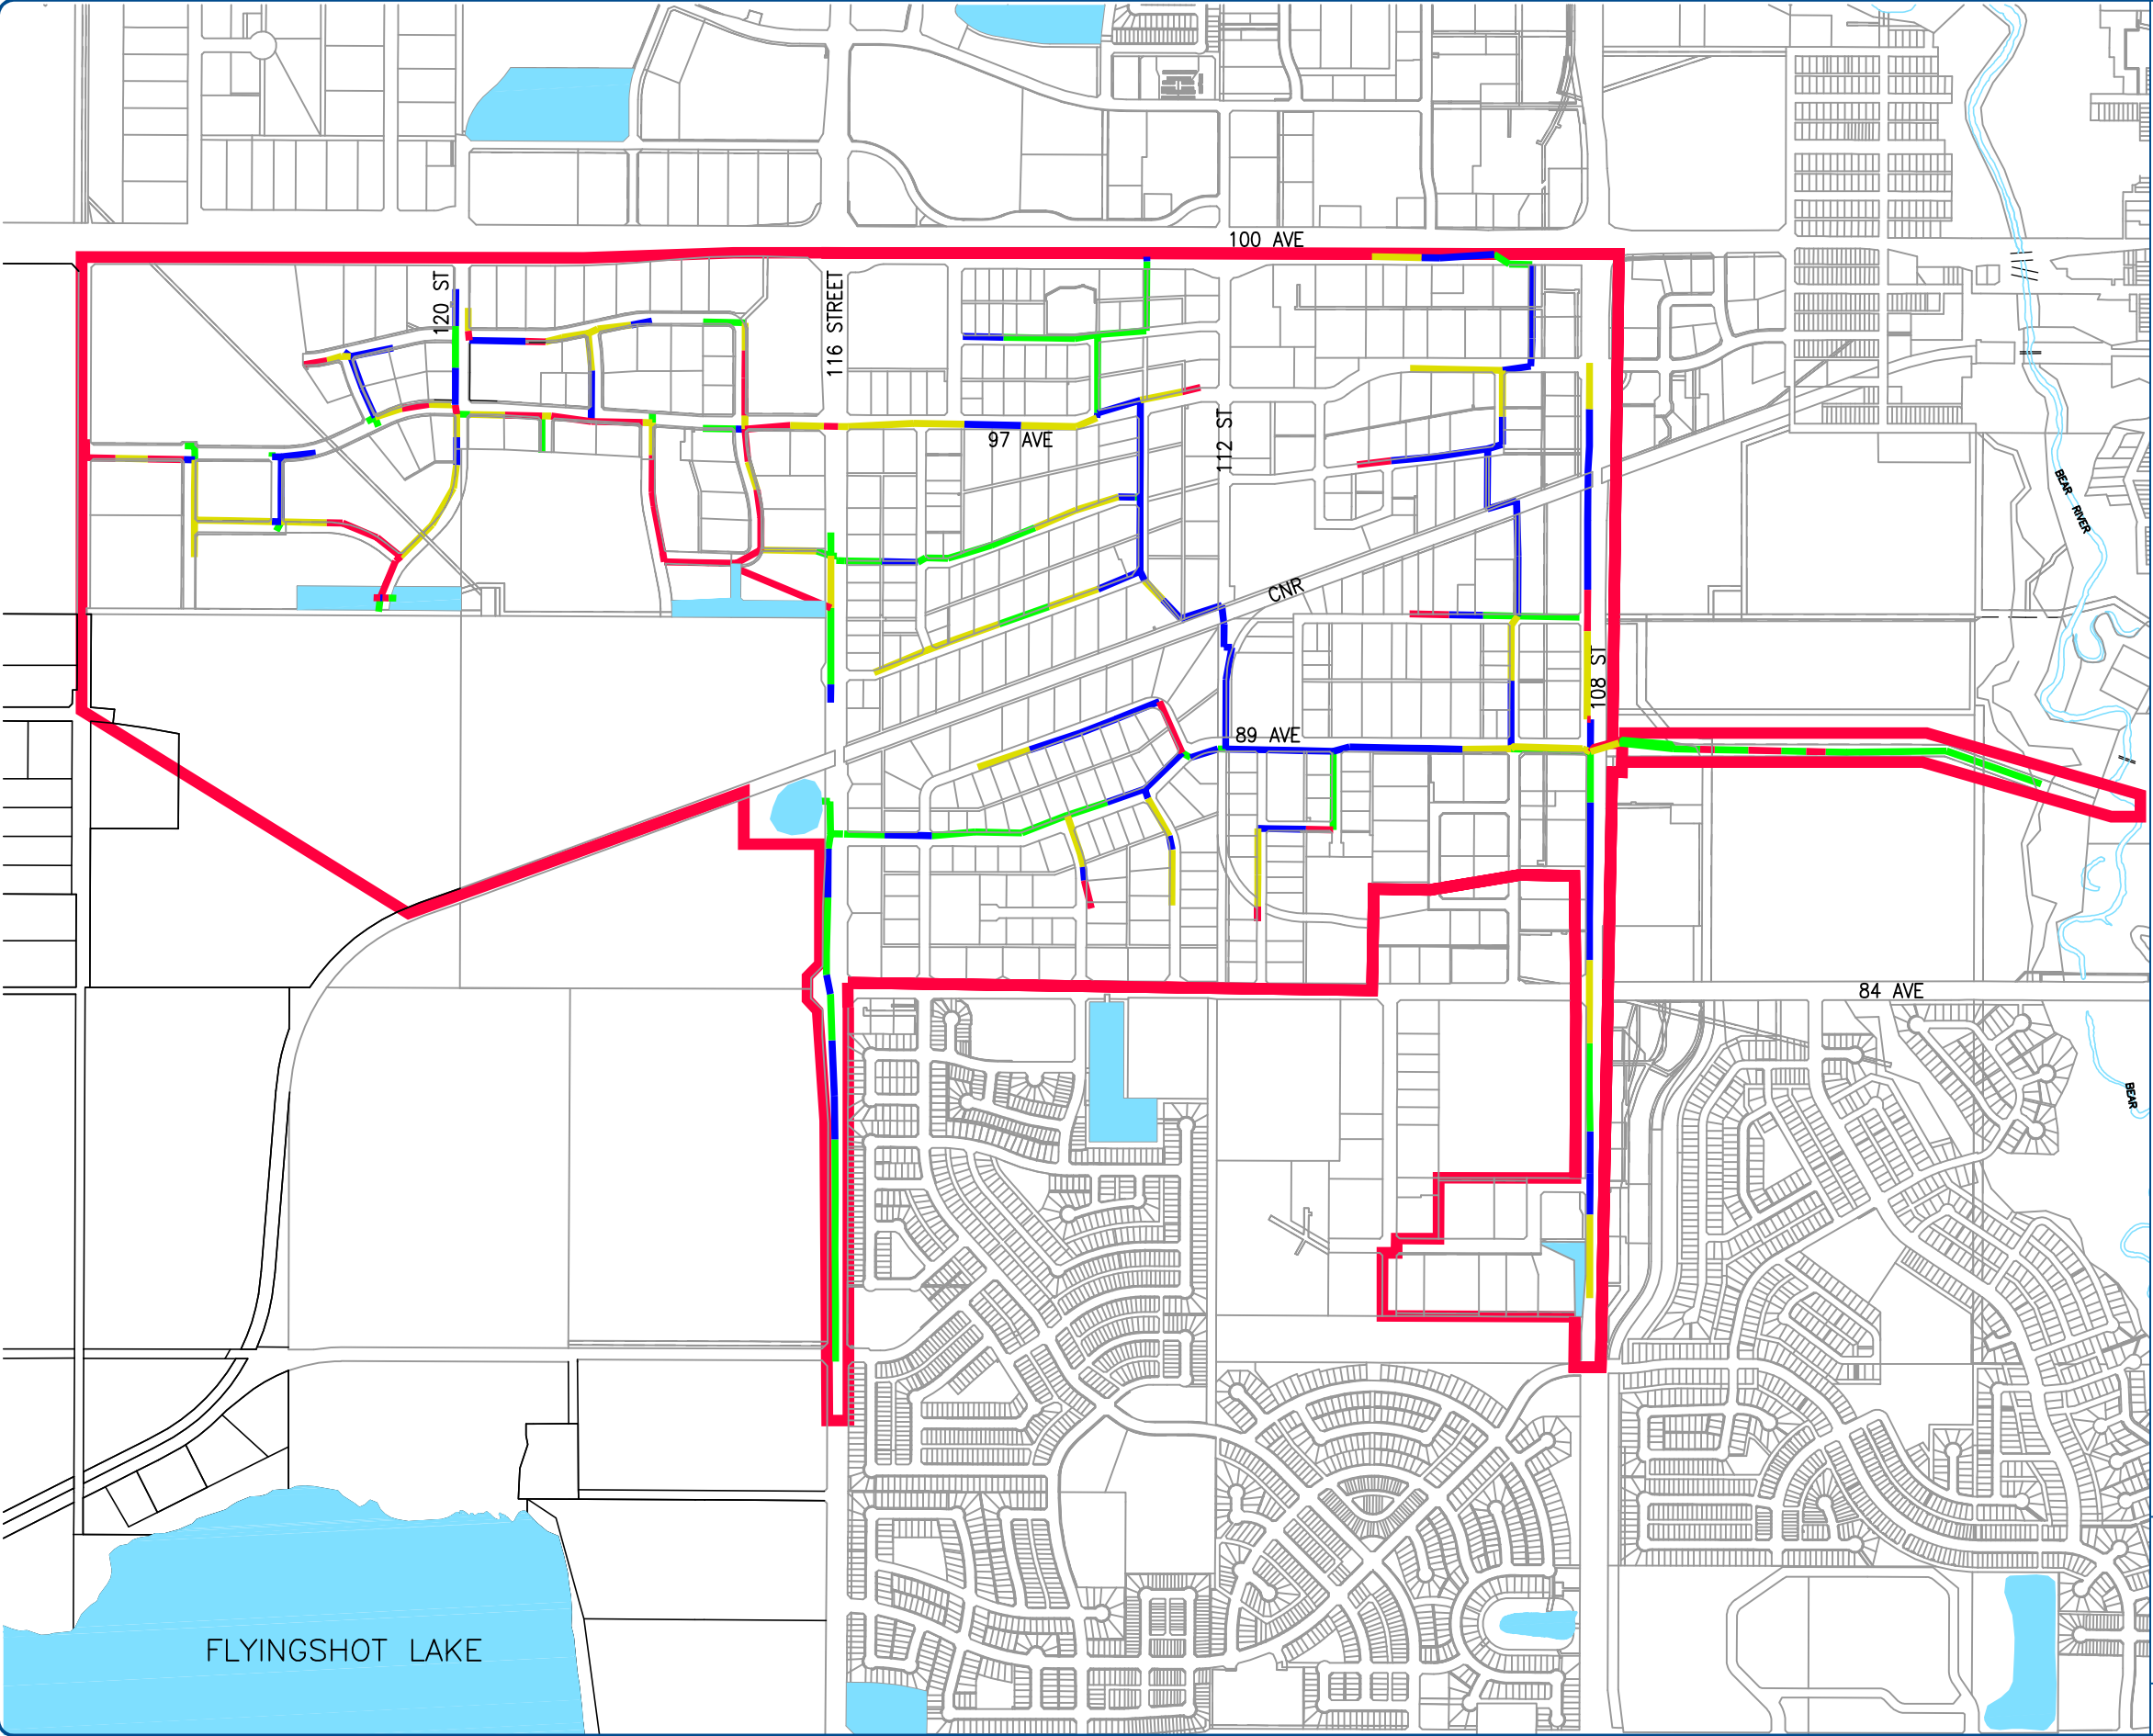 100 AVE
120 ST
116 STREET
97 AVE
112 ST
BEAR RIVER
CNR
108 ST
89 AVE
84 AVE
BEAR
FLYINGSHOT LAKE